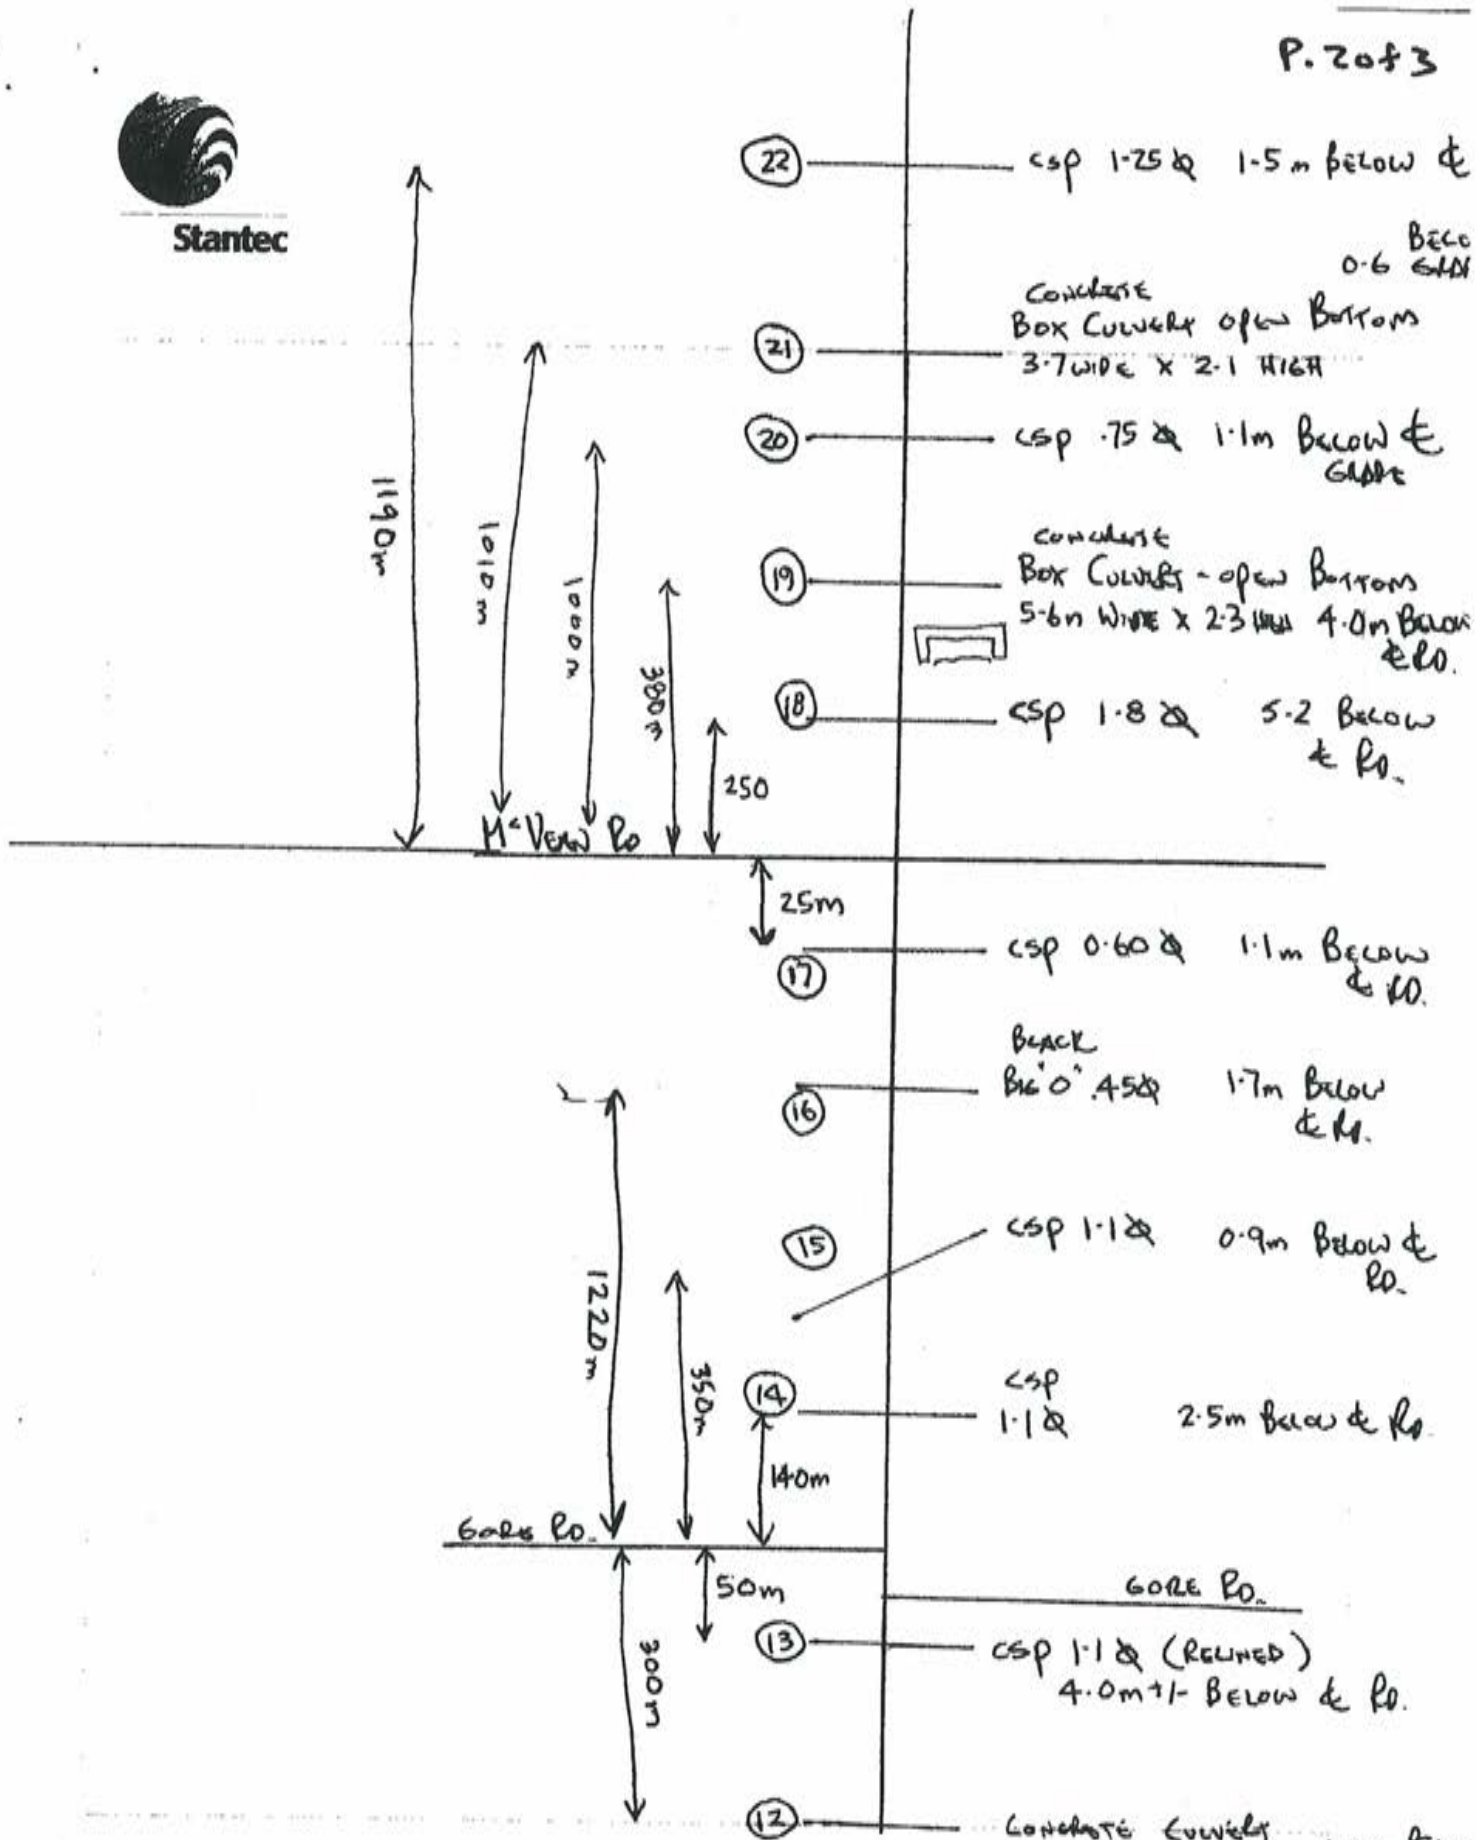 P. 2 of 3
Stantec
22
CSP 1.25 Ø 1.5 m BELOW ℄
0.6
CONCRETE
BOX CULVERT OPEN BOTTOM
21
3.7 WIDE X 2.1 HIGH
20
CSP .75 Ø 1.1m BELOW ℄
GRADE
1190m
1010m
1000m
380m
250
CONCRETE
19
BOX CULVERT - OPEN BOTTOM
5.6m WIDE X 2.3 HIGH 4.0m BELOW
℄ RD.
18
CSP 1.8 Ø 5.2 BELOW
℄ RD.
McVEAN RD
25m
17
CSP 0.60 Ø 1.1m BELOW
℄ RD.
BLACK
16
BIG "O" .45Ø 1.7m BELOW
℄ RD.
15
CSP 1.1Ø 0.9m BELOW ℄
RD.
1220m
350m
14
CSP
1.1Ø 2.5m BELOW ℄ RD.
140m
GORE RD.
50m
GORE RD.
13
CSP 1.1 Ø (RELINED)
4.0m +/- BELOW ℄ RD.
300m
12
CONCRETE CULVERT